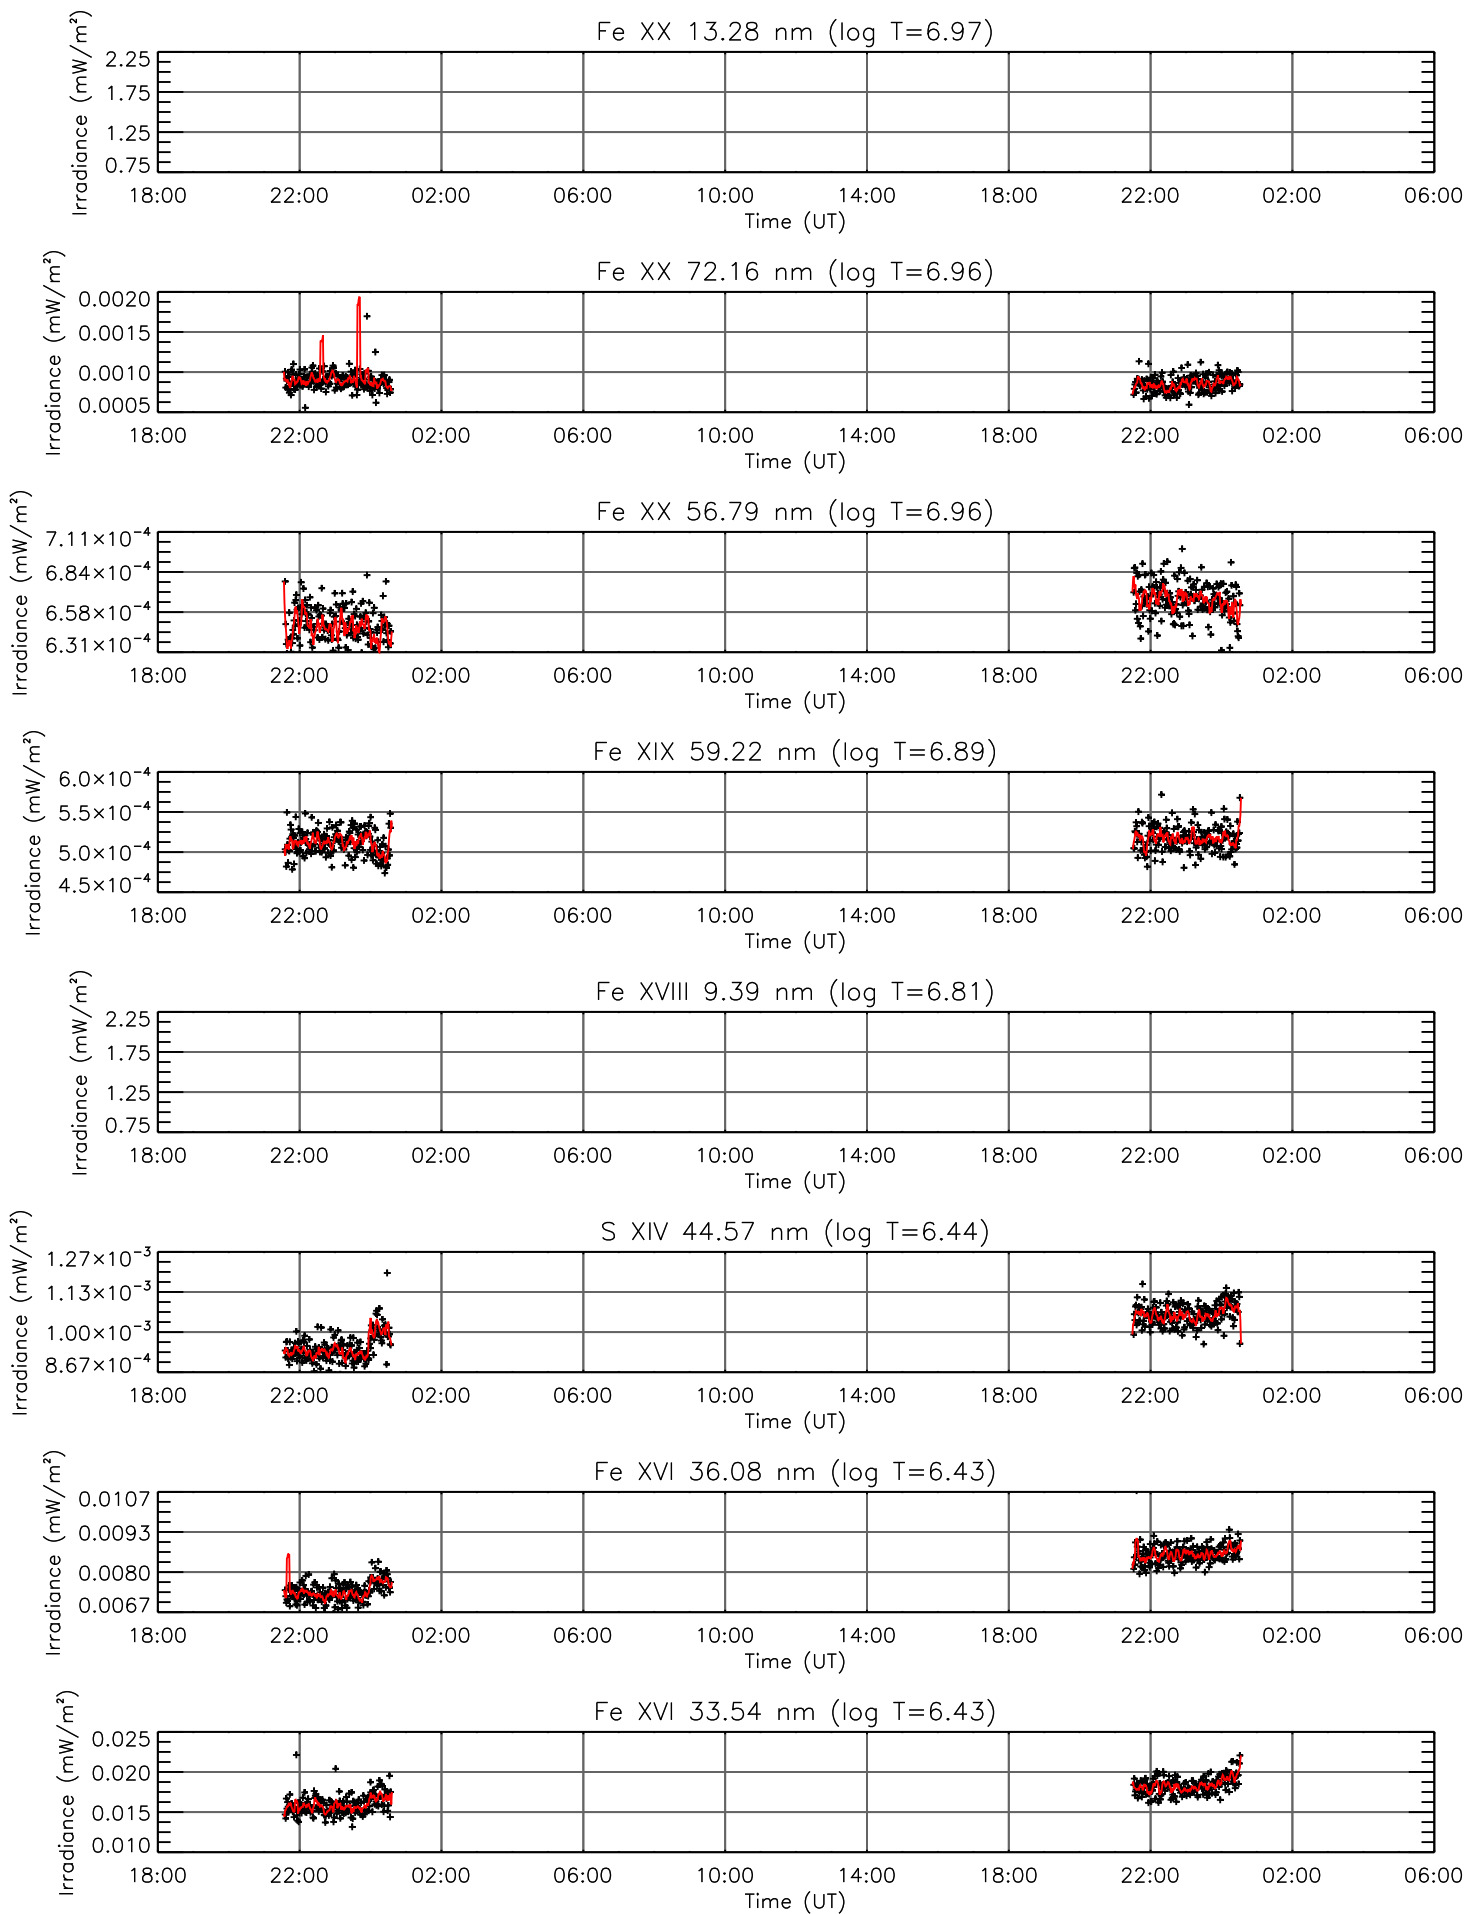 Fe XX 13.28 nm (log T=6.97)
Irradiance (mW/m²)
2.25
1.75
1.25
0.75
18:00 22:00 02:00 06:00 10:00 14:00 18:00 22:00 02:00 06:00
Time (UT)
Fe XX 72.16 nm (log T=6.96)
Irradiance (mW/m²)
0.0020
0.0015
0.0010
0.0005
18:00 22:00 02:00 06:00 10:00 14:00 18:00 22:00 02:00 06:00
Time (UT)
Fe XX 56.79 nm (log T=6.96)
Irradiance (mW/m²)
7.11×10⁻⁴
6.84×10⁻⁴
6.58×10⁻⁴
6.31×10⁻⁴
18:00 22:00 02:00 06:00 10:00 14:00 18:00 22:00 02:00 06:00
Time (UT)
Fe XIX 59.22 nm (log T=6.89)
Irradiance (mW/m²)
6.0×10⁻⁴
5.5×10⁻⁴
5.0×10⁻⁴
4.5×10⁻⁴
18:00 22:00 02:00 06:00 10:00 14:00 18:00 22:00 02:00 06:00
Time (UT)
Fe XVIII 9.39 nm (log T=6.81)
Irradiance (mW/m²)
2.25
1.75
1.25
0.75
18:00 22:00 02:00 06:00 10:00 14:00 18:00 22:00 02:00 06:00
Time (UT)
S XIV 44.57 nm (log T=6.44)
Irradiance (mW/m²)
1.27×10⁻³
1.13×10⁻³
1.00×10⁻³
8.67×10⁻⁴
18:00 22:00 02:00 06:00 10:00 14:00 18:00 22:00 02:00 06:00
Time (UT)
Fe XVI 36.08 nm (log T=6.43)
Irradiance (mW/m²)
0.0107
0.0093
0.0080
0.0067
18:00 22:00 02:00 06:00 10:00 14:00 18:00 22:00 02:00 06:00
Time (UT)
Fe XVI 33.54 nm (log T=6.43)
Irradiance (mW/m²)
0.025
0.020
0.015
0.010
18:00 22:00 02:00 06:00 10:00 14:00 18:00 22:00 02:00 06:00
Time (UT)